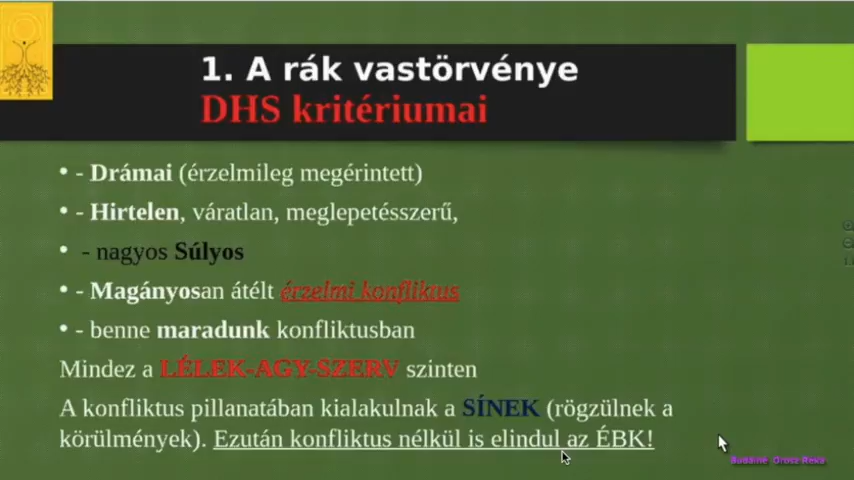 1. A rák vastörvénye
DHS kritériumai
• - Drámai (érzelmileg megérintett)
• - Hirtelen, váratlan, meglepetésszerű,
• - nagyos Súlyos
• - Magányosan átélt érzelmi konfliktus
• - benne maradunk konfliktusban
Mindez a LÉLEK-AGY-SZERV szinten
A konfliktus pillanatában kialakulnak a SÍNEK (rögzülnek a
körülmények). Ezután konfliktus nélkül is elindul az ÉBK!
Budainé Orosz Réka